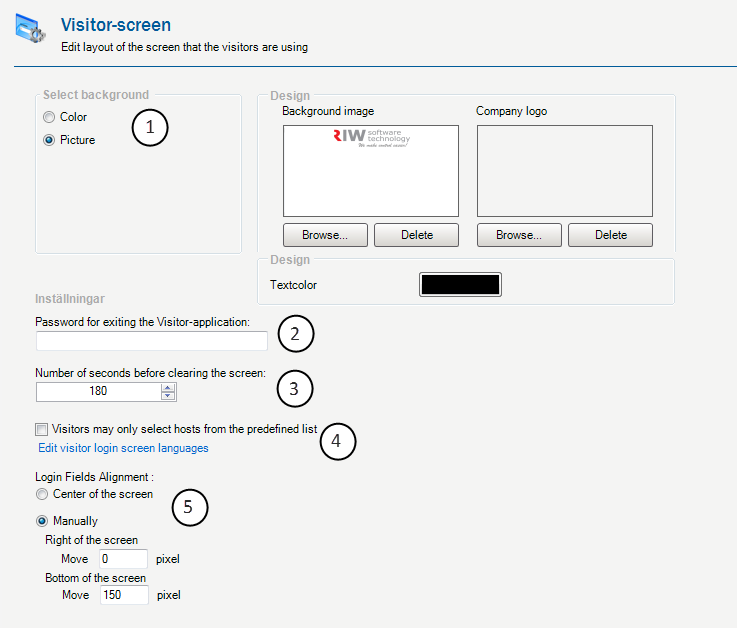 Visitor-screen
Edit layout of the screen that the visitors are using
Select background
Color
Picture
1
Design
Background image
Company logo
RIW software technology
We make control easier!
Browse...
Delete
Browse...
Delete
Design
Textcolor
Inställningar
Password for exiting the Visitor-application:
2
Number of seconds before clearing the screen:
180
3
Visitors may only select hosts from the predefined list
4
Edit visitor login screen languages
Login Fields Alignment :
Center of the screen
5
Manually
Right of the screen
Move 0 pixel
Bottom of the screen
Move 150 pixel